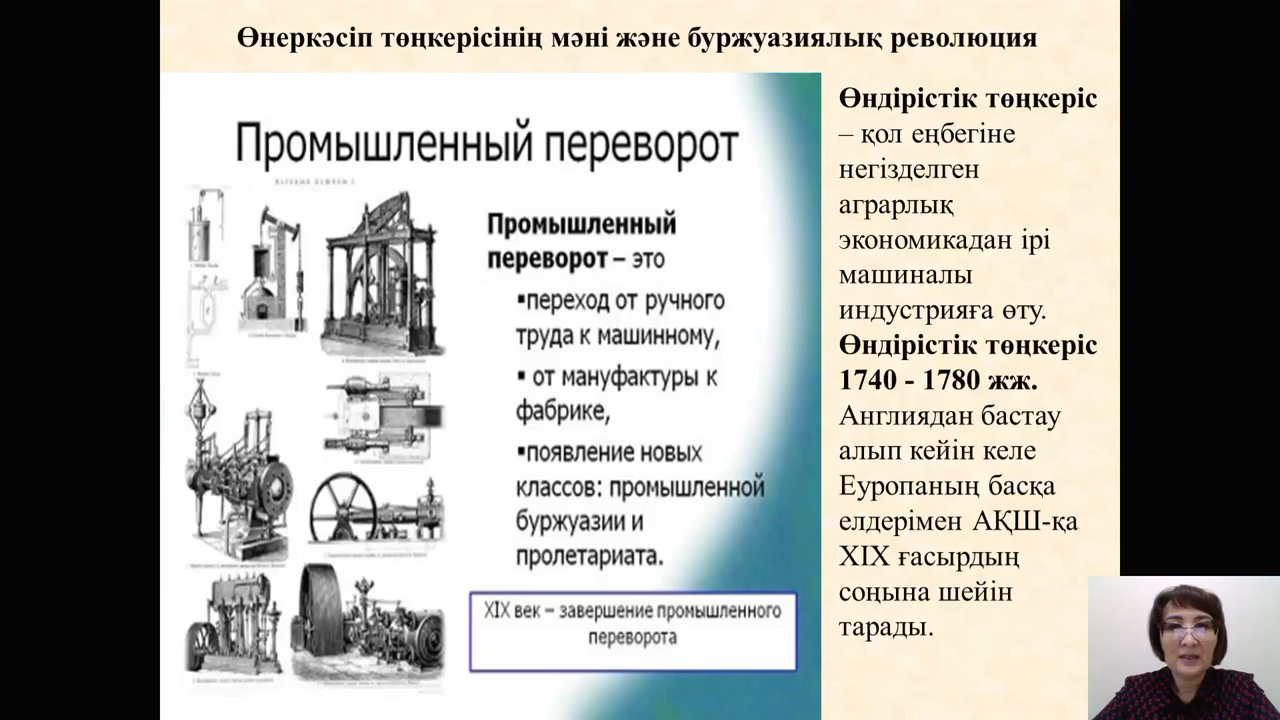 Өнеркәсіп төңкерісінің мәні және буржуазиялық революция
Промышленный переворот
Промышленный
переворот – это
▪переход от ручного
труда к машинному,
▪ от мануфактуры к
фабрике,
▪появление новых
классов: промышленной
буржуазии и
пролетариата.
XIX век – завершение промышленного
переворота
Өндірістік төңкеріс
– қол еңбегіне
негізделген
аграрлық
экономикадан ірі
машиналы
индустрияға өту.
Өндірістік төңкеріс
1740 - 1780 жж.
Англиядан бастау
алып кейін келе
Еуропаның басқа
елдерімен АҚШ-қа
XIX ғасырдың
соңына шейін
тарады.